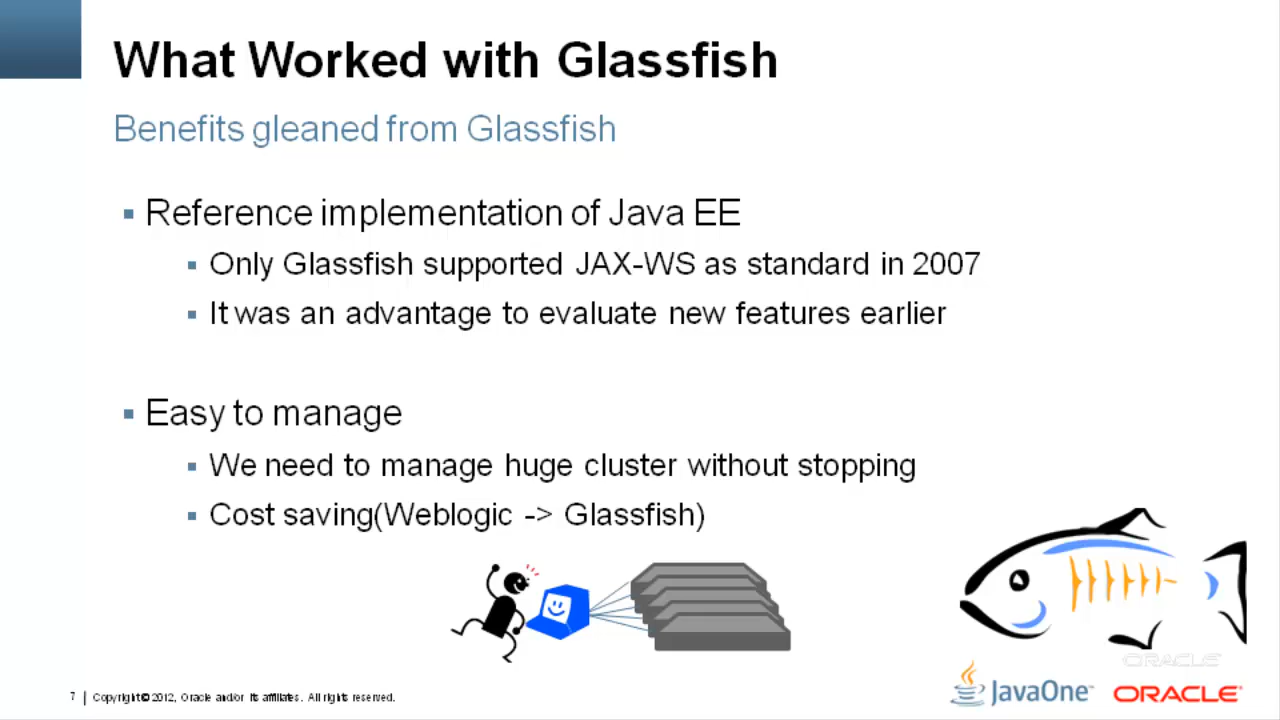 What Worked with Glassfish
Benefits gleaned from Glassfish
Reference implementation of Java EE
Only Glassfish supported JAX-WS as standard in 2007
It was an advantage to evaluate new features earlier
Easy to manage
We need to manage huge cluster without stopping
Cost saving(Weblogic -> Glassfish)
ORACLE
JavaOne™ ORACLE®
7 Copyright © 2012, Oracle and/or its affiliates. All rights reserved.